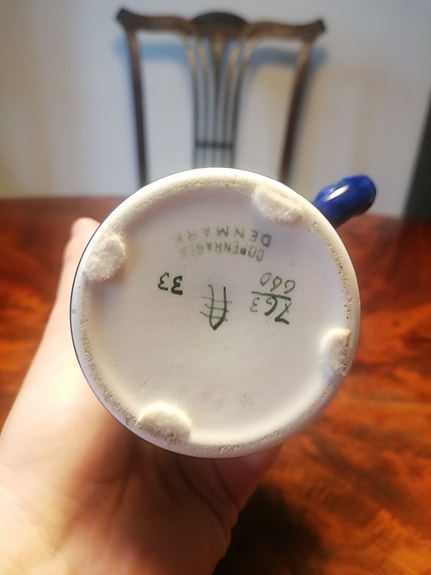 763 33
660
COPENHAGEN
DENMARK